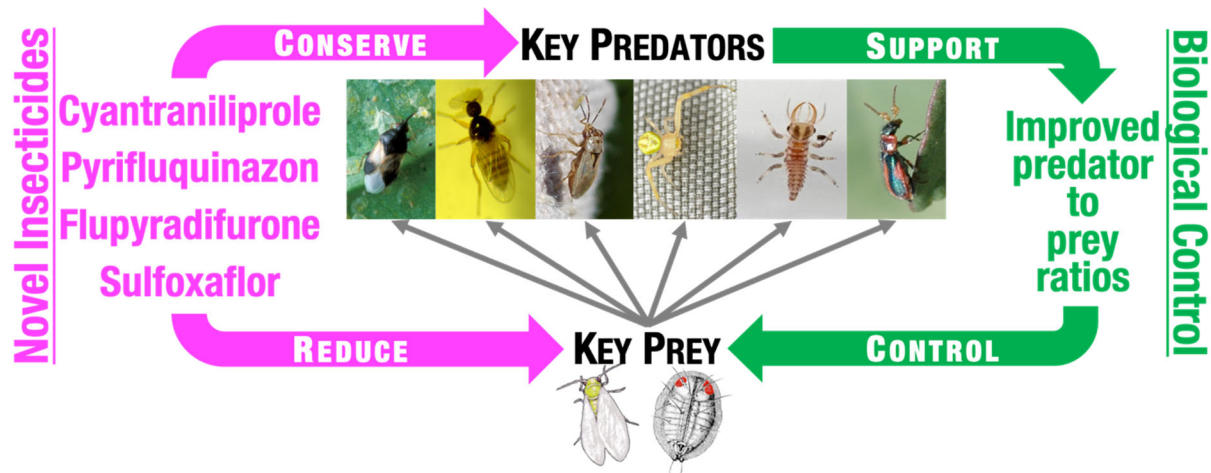 Novel Insecticides
CONSERVE
KEY PREDATORS
SUPPORT
Biological Control
Cyantraniliprole
Pyrifluquinazon
Flupyradifurone
Sulfoxaflor
Improved
predator
to
prey
ratios
REDUCE
KEY PREY
CONTROL